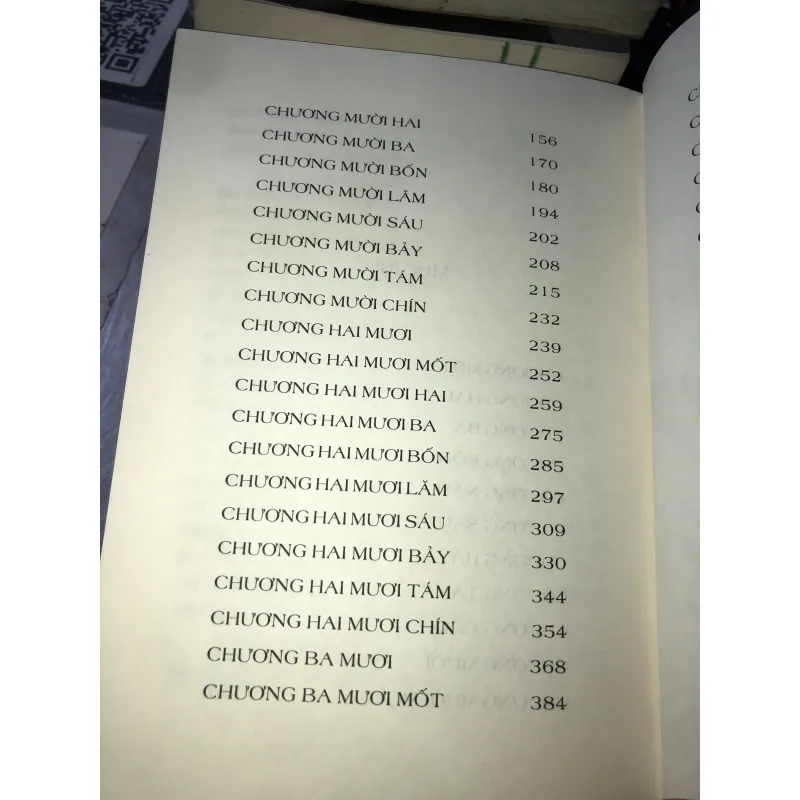 CHƯƠNG MƯỜI HAI 156
CHƯƠNG MƯỜI BA 170
CHƯƠNG MƯỜI BỐN 180
CHƯƠNG MƯỜI LĂM 194
CHƯƠNG MƯỜI SÁU 202
CHƯƠNG MƯỜI BẢY 208
CHƯƠNG MƯỜI TÁM 215
CHƯƠNG MƯỜI CHÍN 232
CHƯƠNG HAI MƯƠI 239
CHƯƠNG HAI MƯƠI MỐT 252
CHƯƠNG HAI MƯƠI HAI 259
CHƯƠNG HAI MƯƠI BA 275
CHƯƠNG HAI MƯƠI BỐN 285
CHƯƠNG HAI MƯƠI LĂM 297
CHƯƠNG HAI MƯƠI SÁU 309
CHƯƠNG HAI MƯƠI BẢY 330
CHƯƠNG HAI MƯƠI TÁM 344
CHƯƠNG HAI MƯƠI CHÍN 354
CHƯƠNG BA MƯƠI 368
CHƯƠNG BA MƯƠI MỐT 384